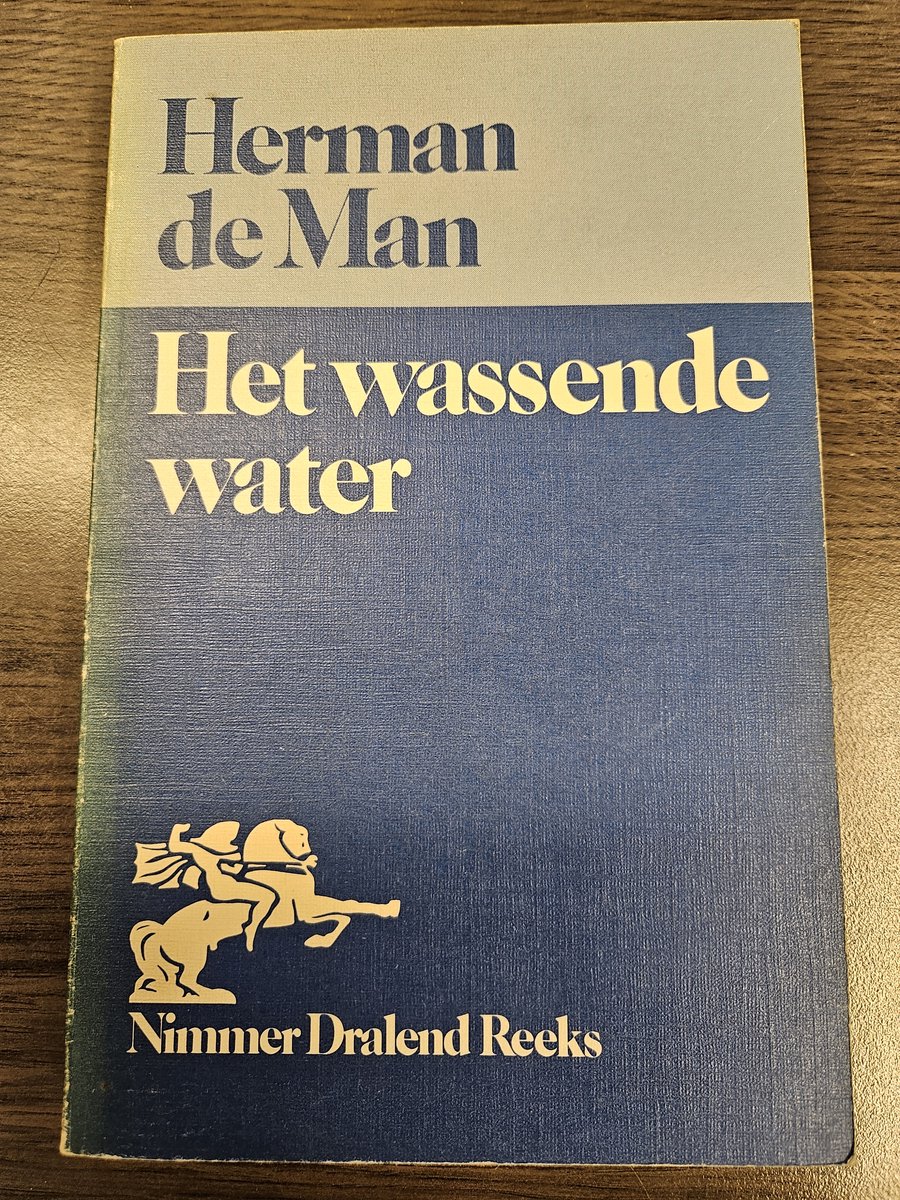 Herman
de Man
Het wassende
water
Nimmer Dralend Reeks